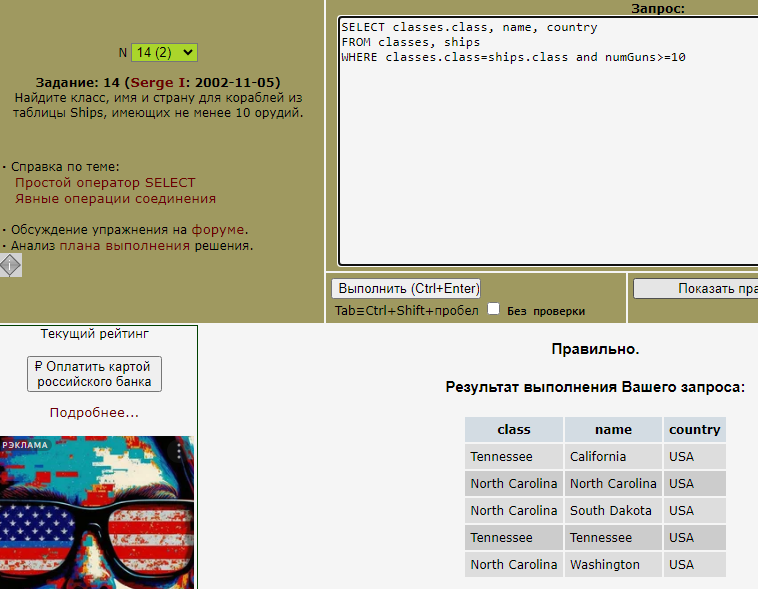 N 14 (2)
Задание: 14 (Serge I: 2002-11-05)
Найдите класс, имя и страну для кораблей из
таблицы Ships, имеющих не менее 10 орудий.
· Справка по теме:
Простой оператор SELECT
Явные операции соединения
· Обсуждение упражнения на форуме.
· Анализ плана выполнения решения.
Запрос:
SELECT classes.class, name, country
FROM classes, ships
WHERE classes.class=ships.class and numGuns>=10
Выполнить (Ctrl+Enter)
Tab≡Ctrl+Shift+пробел Без проверки
Показать пра
Текущий рейтинг
₽ Оплатить картой
российского банка
Подробнее...
РЭКЛАМА
Правильно.
Результат выполнения Вашего запроса:
class name country
Tennessee California USA
North Carolina North Carolina USA
North Carolina South Dakota USA
Tennessee Tennessee USA
North Carolina Washington USA